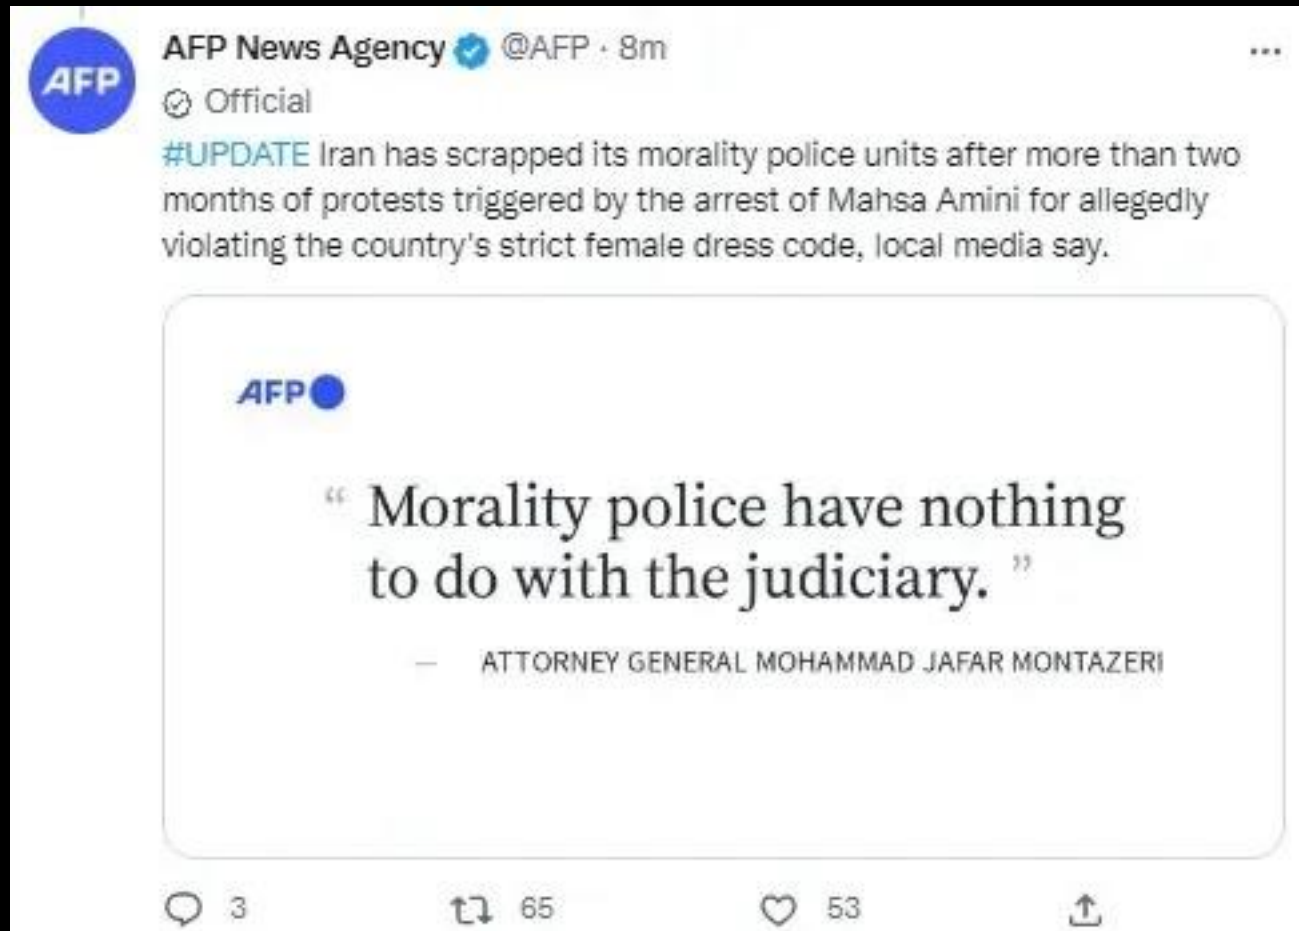 AFP
AFP News Agency @AFP · 8m
Official
#UPDATE Iran has scrapped its morality police units after more than two
months of protests triggered by the arrest of Mahsa Amini for allegedly
violating the country's strict female dress code, local media say.
AFP
“ Morality police have nothing
to do with the judiciary. ”
— ATTORNEY GENERAL MOHAMMAD JAFAR MONTAZERI
3 65 53